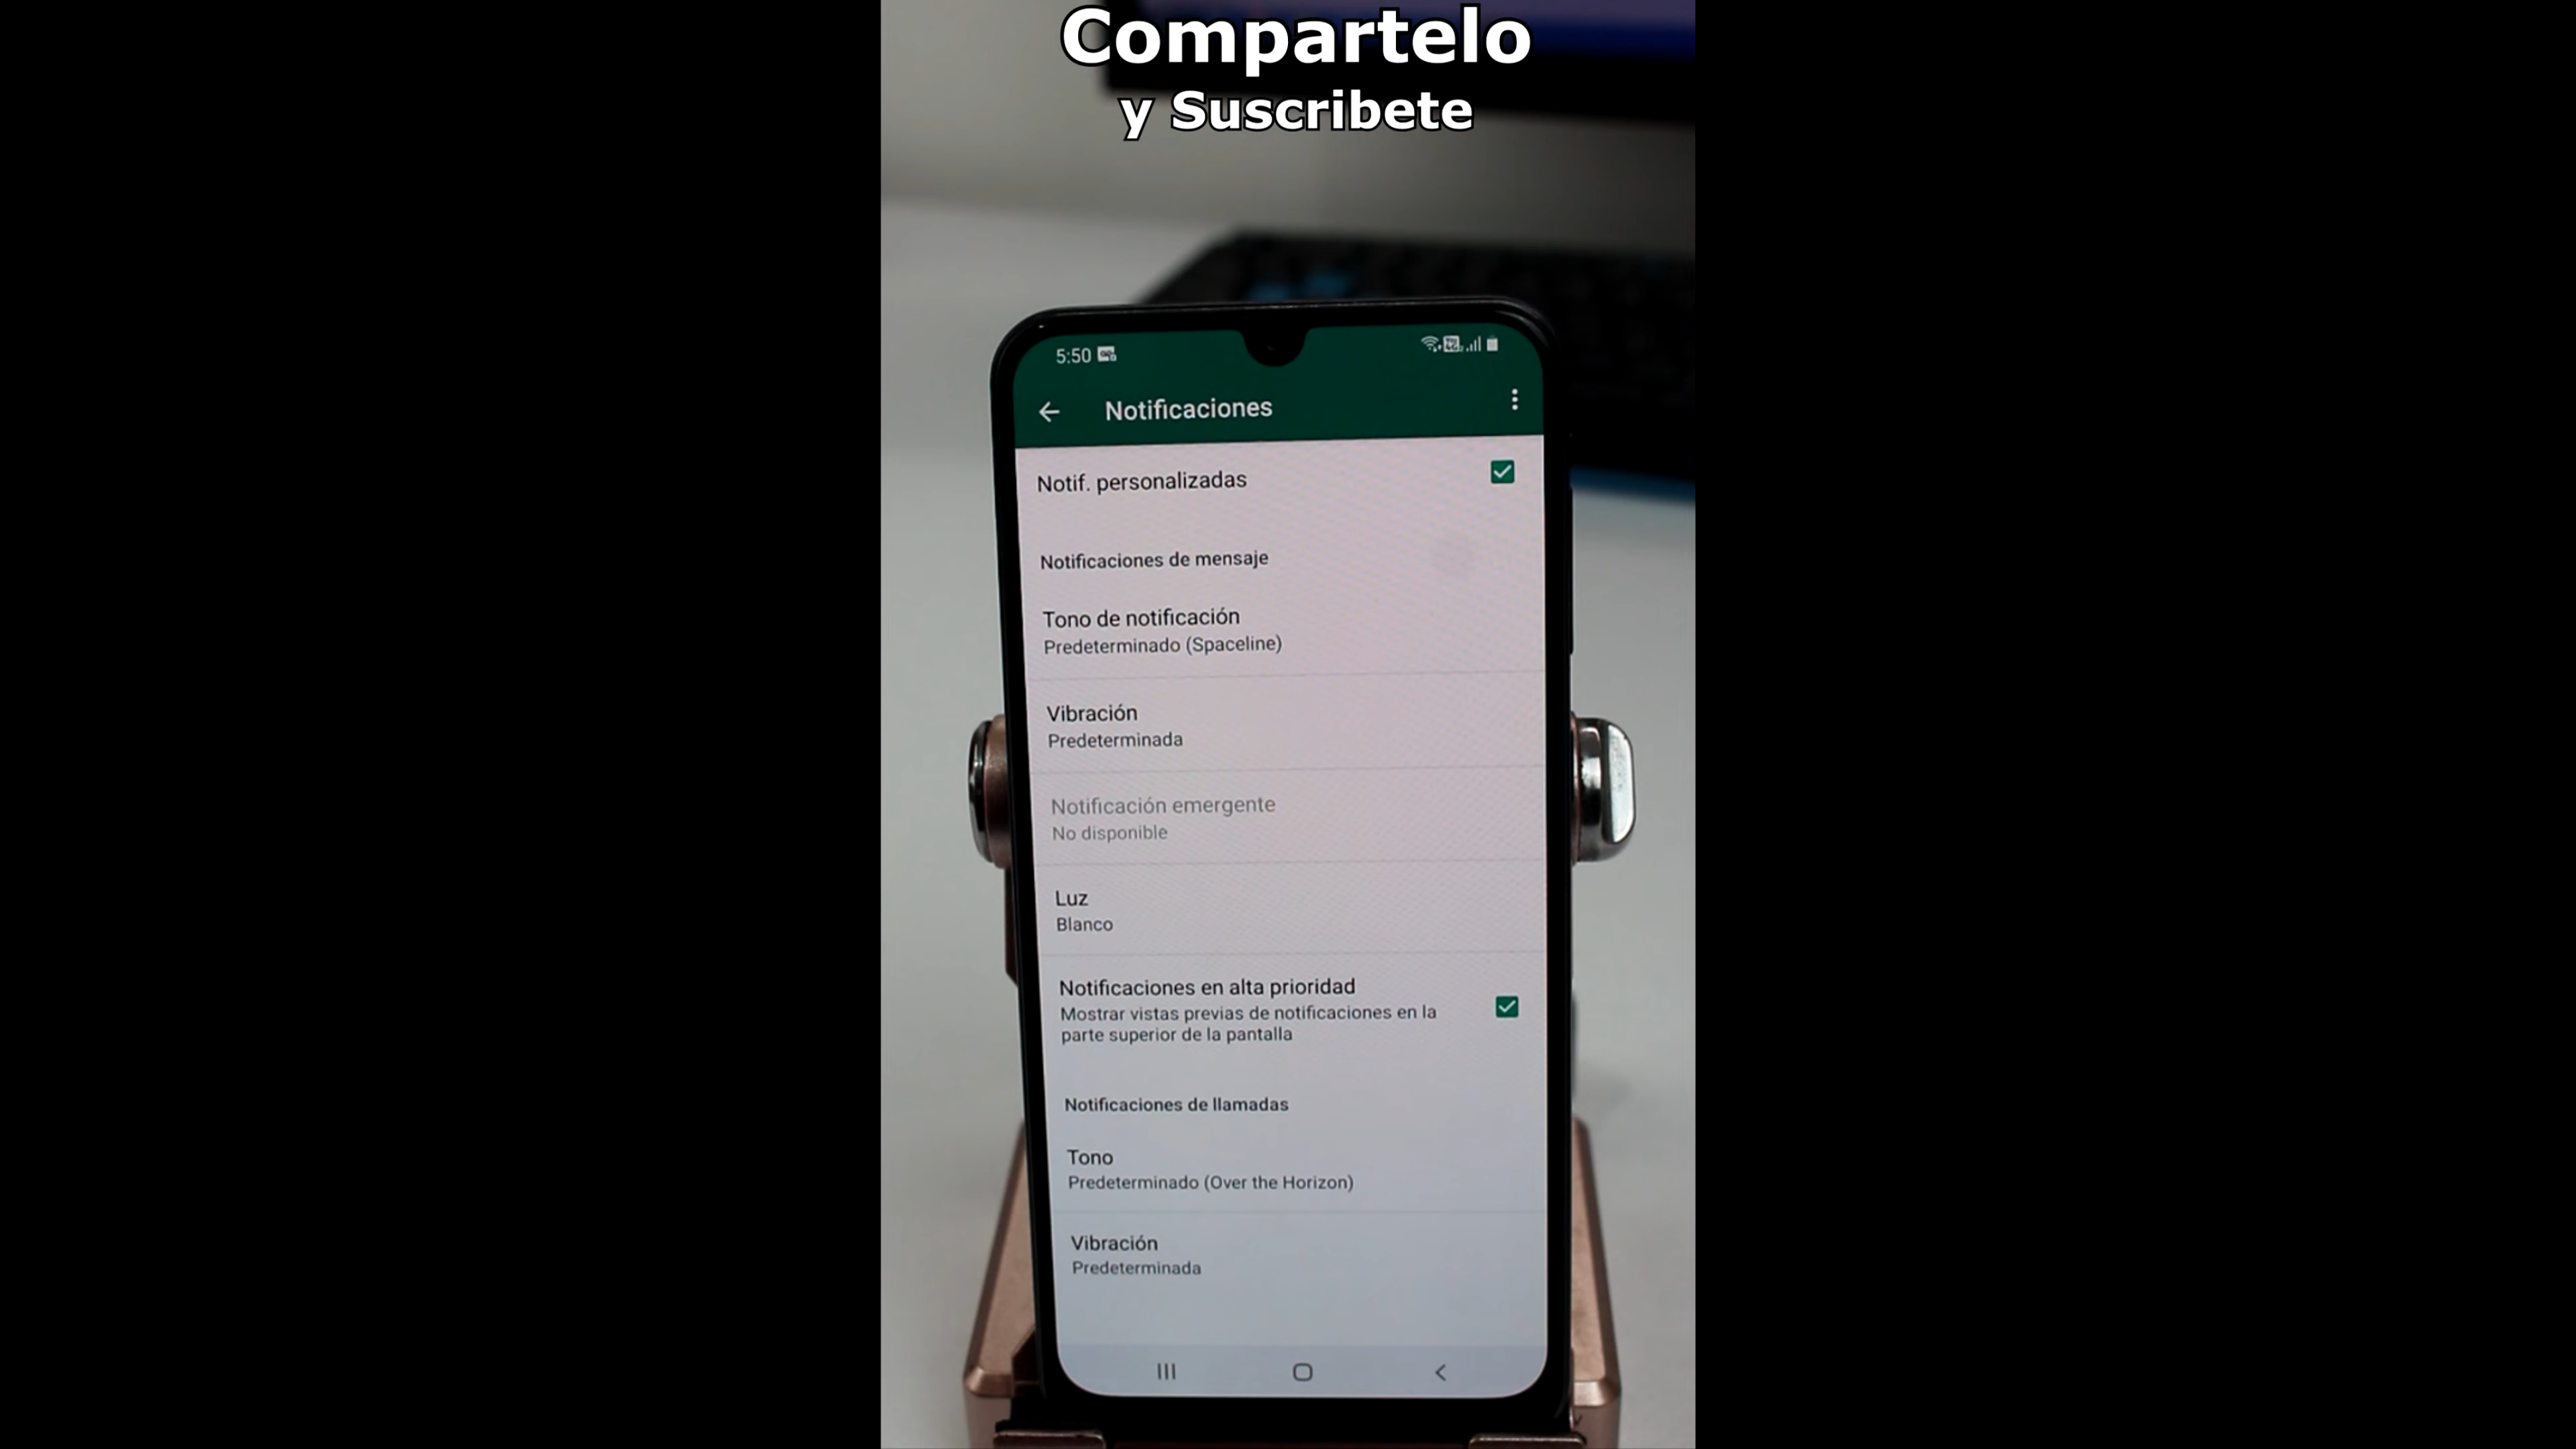 Compartelo
y Suscribete
5:50
Notificaciones
Notif. personalizadas
Notificaciones de mensaje
Tono de notificación
Predeterminado (Spaceline)
Vibración
Predeterminada
Notificación emergente
No disponible
Luz
Blanco
Notificaciones en alta prioridad
Mostrar vistas previas de notificaciones en la
parte superior de la pantalla
Notificaciones de llamadas
Tono
Predeterminado (Over the Horizon)
Vibración
Predeterminada